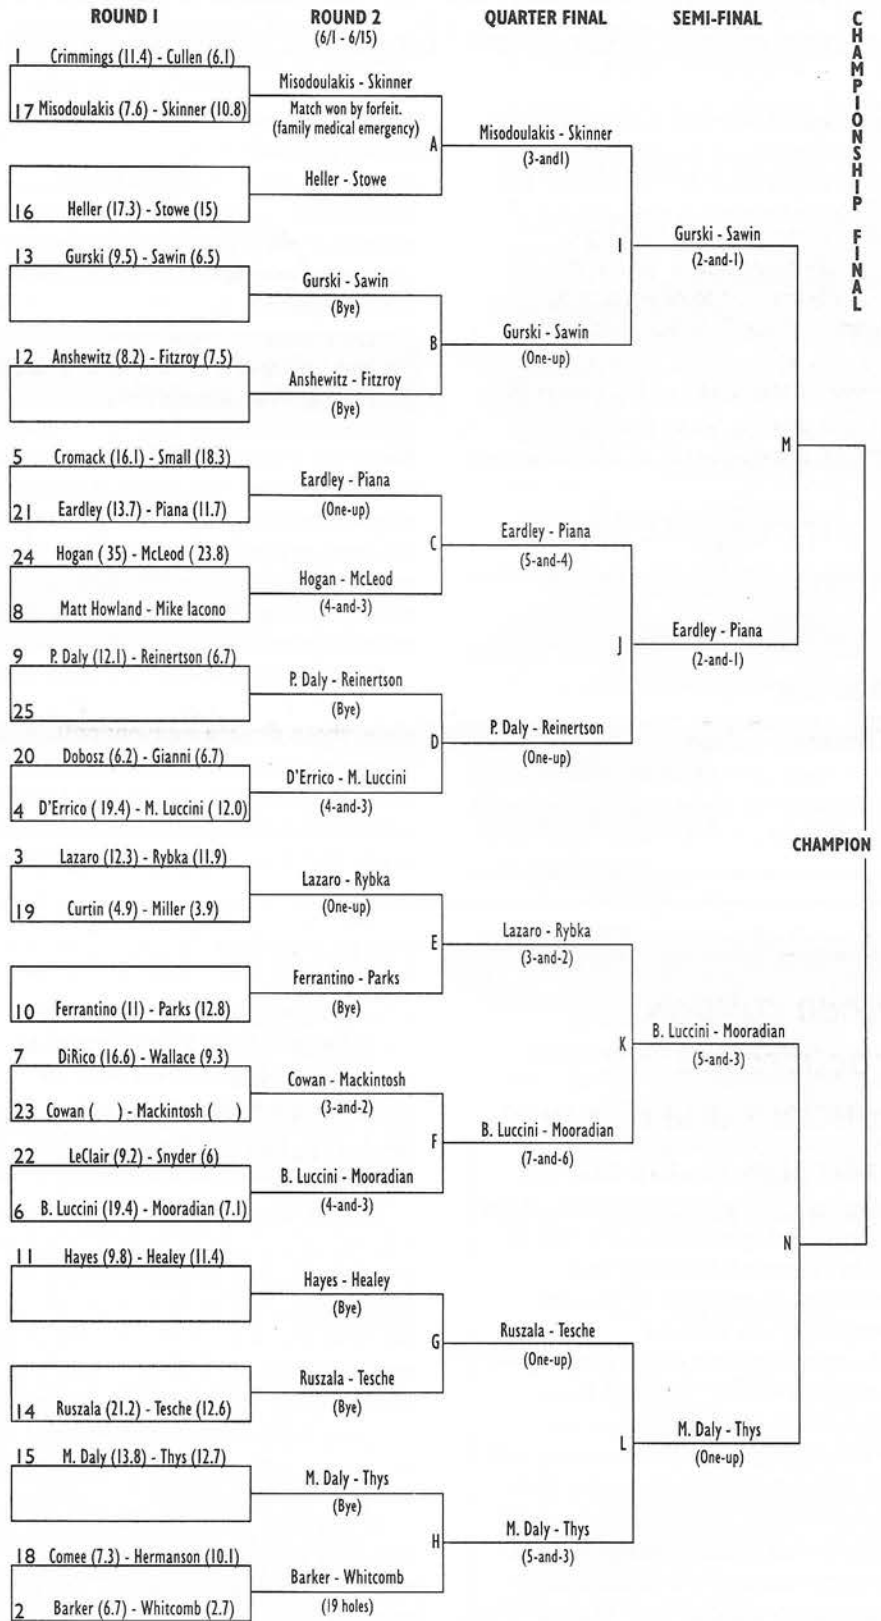 ROUND 1
ROUND 2
(6/1 - 6/15)
QUARTER FINAL
SEMI-FINAL
CHAMPIONSHIP FINAL
1 Crimmings (11.4) - Cullen (6.1)
17 Misodoulakis (7.6) - Skinner (10.8)
16 Heller (17.3) - Stowe (15)
13 Gurski (9.5) - Sawin (6.5)
12 Anshewitz (8.2) - Fitzroy (7.5)
5 Cromack (16.1) - Small (18.3)
21 Eardley (13.7) - Piana (11.7)
24 Hogan ( 35) - McLeod ( 23.8)
8 Matt Howland - Mike Iacono
9 P. Daly (12.1) - Reinertson (6.7)
25
20 Dobosz (6.2) - Gianni (6.7)
4 D'Errico ( 19.4) - M. Luccini ( 12.0)
3 Lazaro (12.3) - Rybka (11.9)
19 Curtin (4.9) - Miller (3.9)
10 Ferrantino (11) - Parks (12.8)
7 DiRico (16.6) - Wallace (9.3)
23 Cowan ( ) - Mackintosh ( )
22 LeClair (9.2) - Snyder (6)
6 B. Luccini (19.4) - Mooradian (7.1)
11 Hayes (9.8) - Healey (11.4)
14 Ruszala (21.2) - Tesche (12.6)
15 M. Daly (13.8) - Thys (12.7)
18 Comee (7.3) - Hermanson (10.1)
2 Barker (6.7) - Whitcomb (2.7)
Misodoulakis - Skinner
Match won by forfeit.
(family medical emergency)
A
Heller - Stowe
Gurski - Sawin
(Bye)
B
Anshewitz - Fitzroy
(Bye)
Eardley - Piana
(One-up)
C
Hogan - McLeod
(4-and-3)
P. Daly - Reinertson
(Bye)
D
D'Errico - M. Luccini
(4-and-3)
Lazaro - Rybka
(One-up)
E
Ferrantino - Parks
(Bye)
Cowan - Mackintosh
(3-and-2)
F
B. Luccini - Mooradian
(4-and-3)
Hayes - Healey
(Bye)
G
Ruszala - Tesche
(Bye)
M. Daly - Thys
(Bye)
H
Barker - Whitcomb
(19 holes)
Misodoulakis - Skinner
(3-and1)
I
Gurski - Sawin
(One-up)
Eardley - Piana
(5-and-4)
J
P. Daly - Reinertson
(One-up)
Lazaro - Rybka
(3-and-2)
K
B. Luccini - Mooradian
(7-and-6)
Ruszala - Tesche
(One-up)
L
M. Daly - Thys
(5-and-3)
Gurski - Sawin
(2-and-1)
M
Eardley - Piana
(2-and-1)
B. Luccini - Mooradian
(5-and-3)
N
M. Daly - Thys
(One-up)
CHAMPION